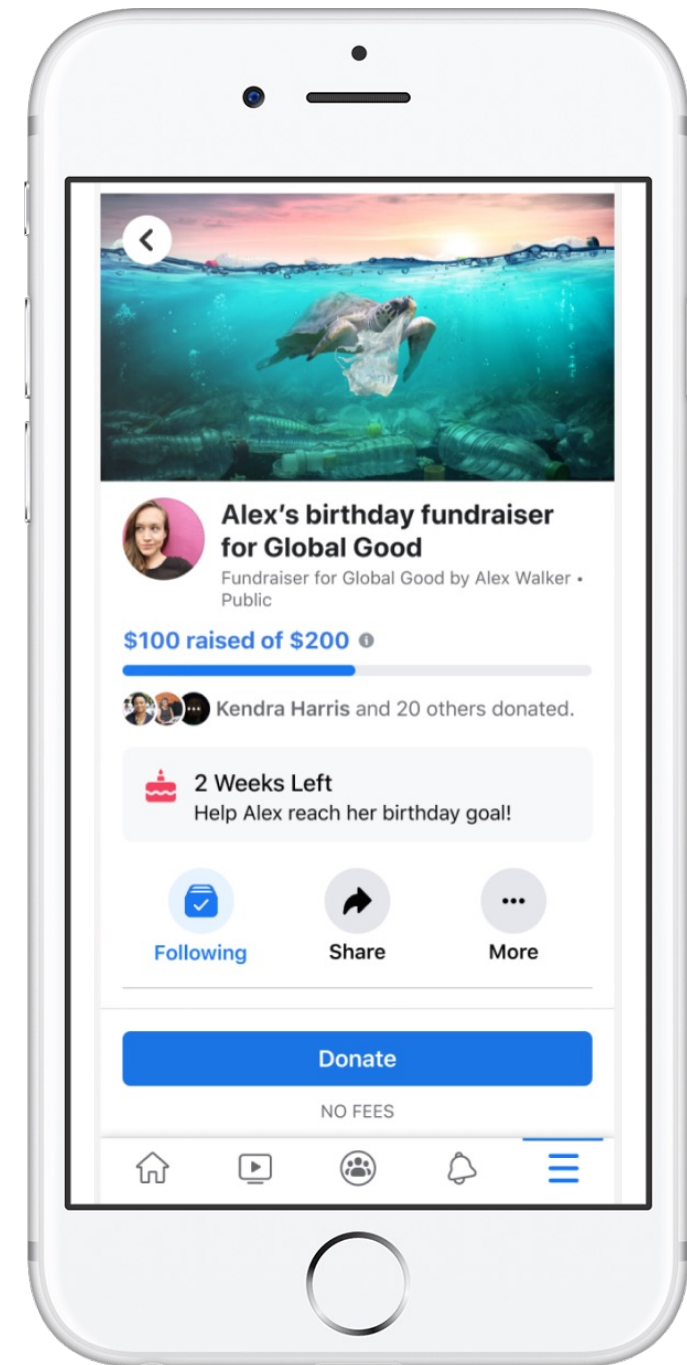 Alex’s birthday fundraiser
for Global Good
Fundraiser for Global Good by Alex Walker •
Public
$100 raised of $200
Kendra Harris and 20 others donated.
2 Weeks Left
Help Alex reach her birthday goal!
Following
Share
More
Donate
NO FEES